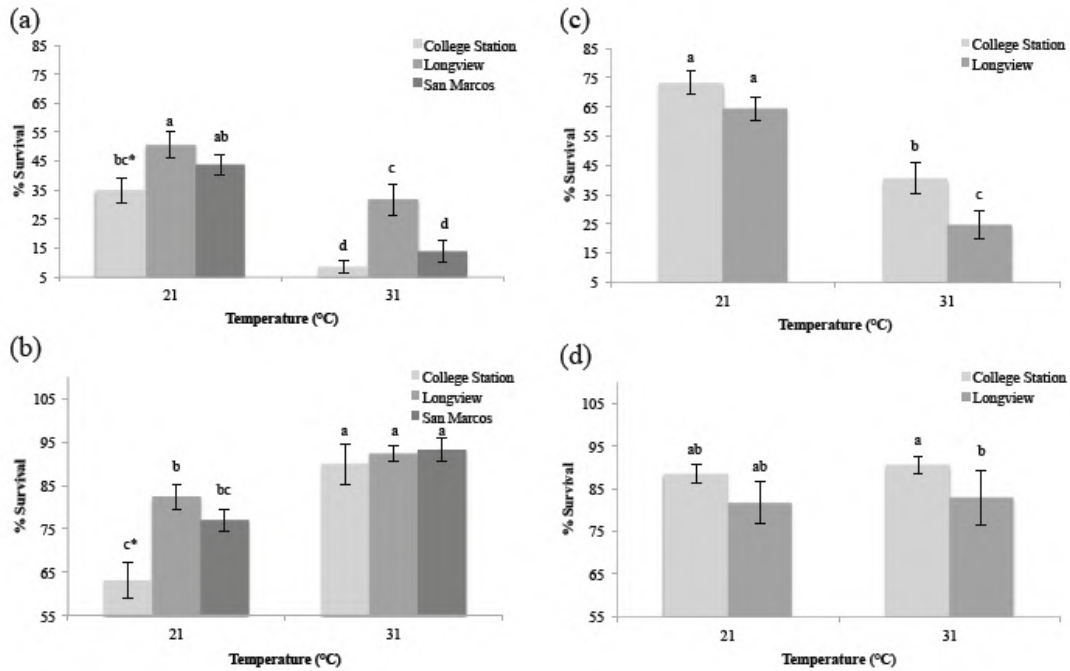 (a)
College Station
Longview
San Marcos
85
75
65
55
45
35
25
15
5
% Survival
bc*
a
ab
d
c
d
21
31
Temperature (°C)
(c)
College Station
Longview
85
75
65
55
45
35
25
15
5
% Survival
a
a
b
c
21
31
Temperature (°C)
(b)
College Station
Longview
San Marcos
105
95
85
75
65
55
% Survival
c*
b
bc
a
a
a
21
31
Temperature (°C)
(d)
College Station
Longview
105
95
85
75
65
55
% Survival
ab
ab
a
b
21
31
Temperature (°C)